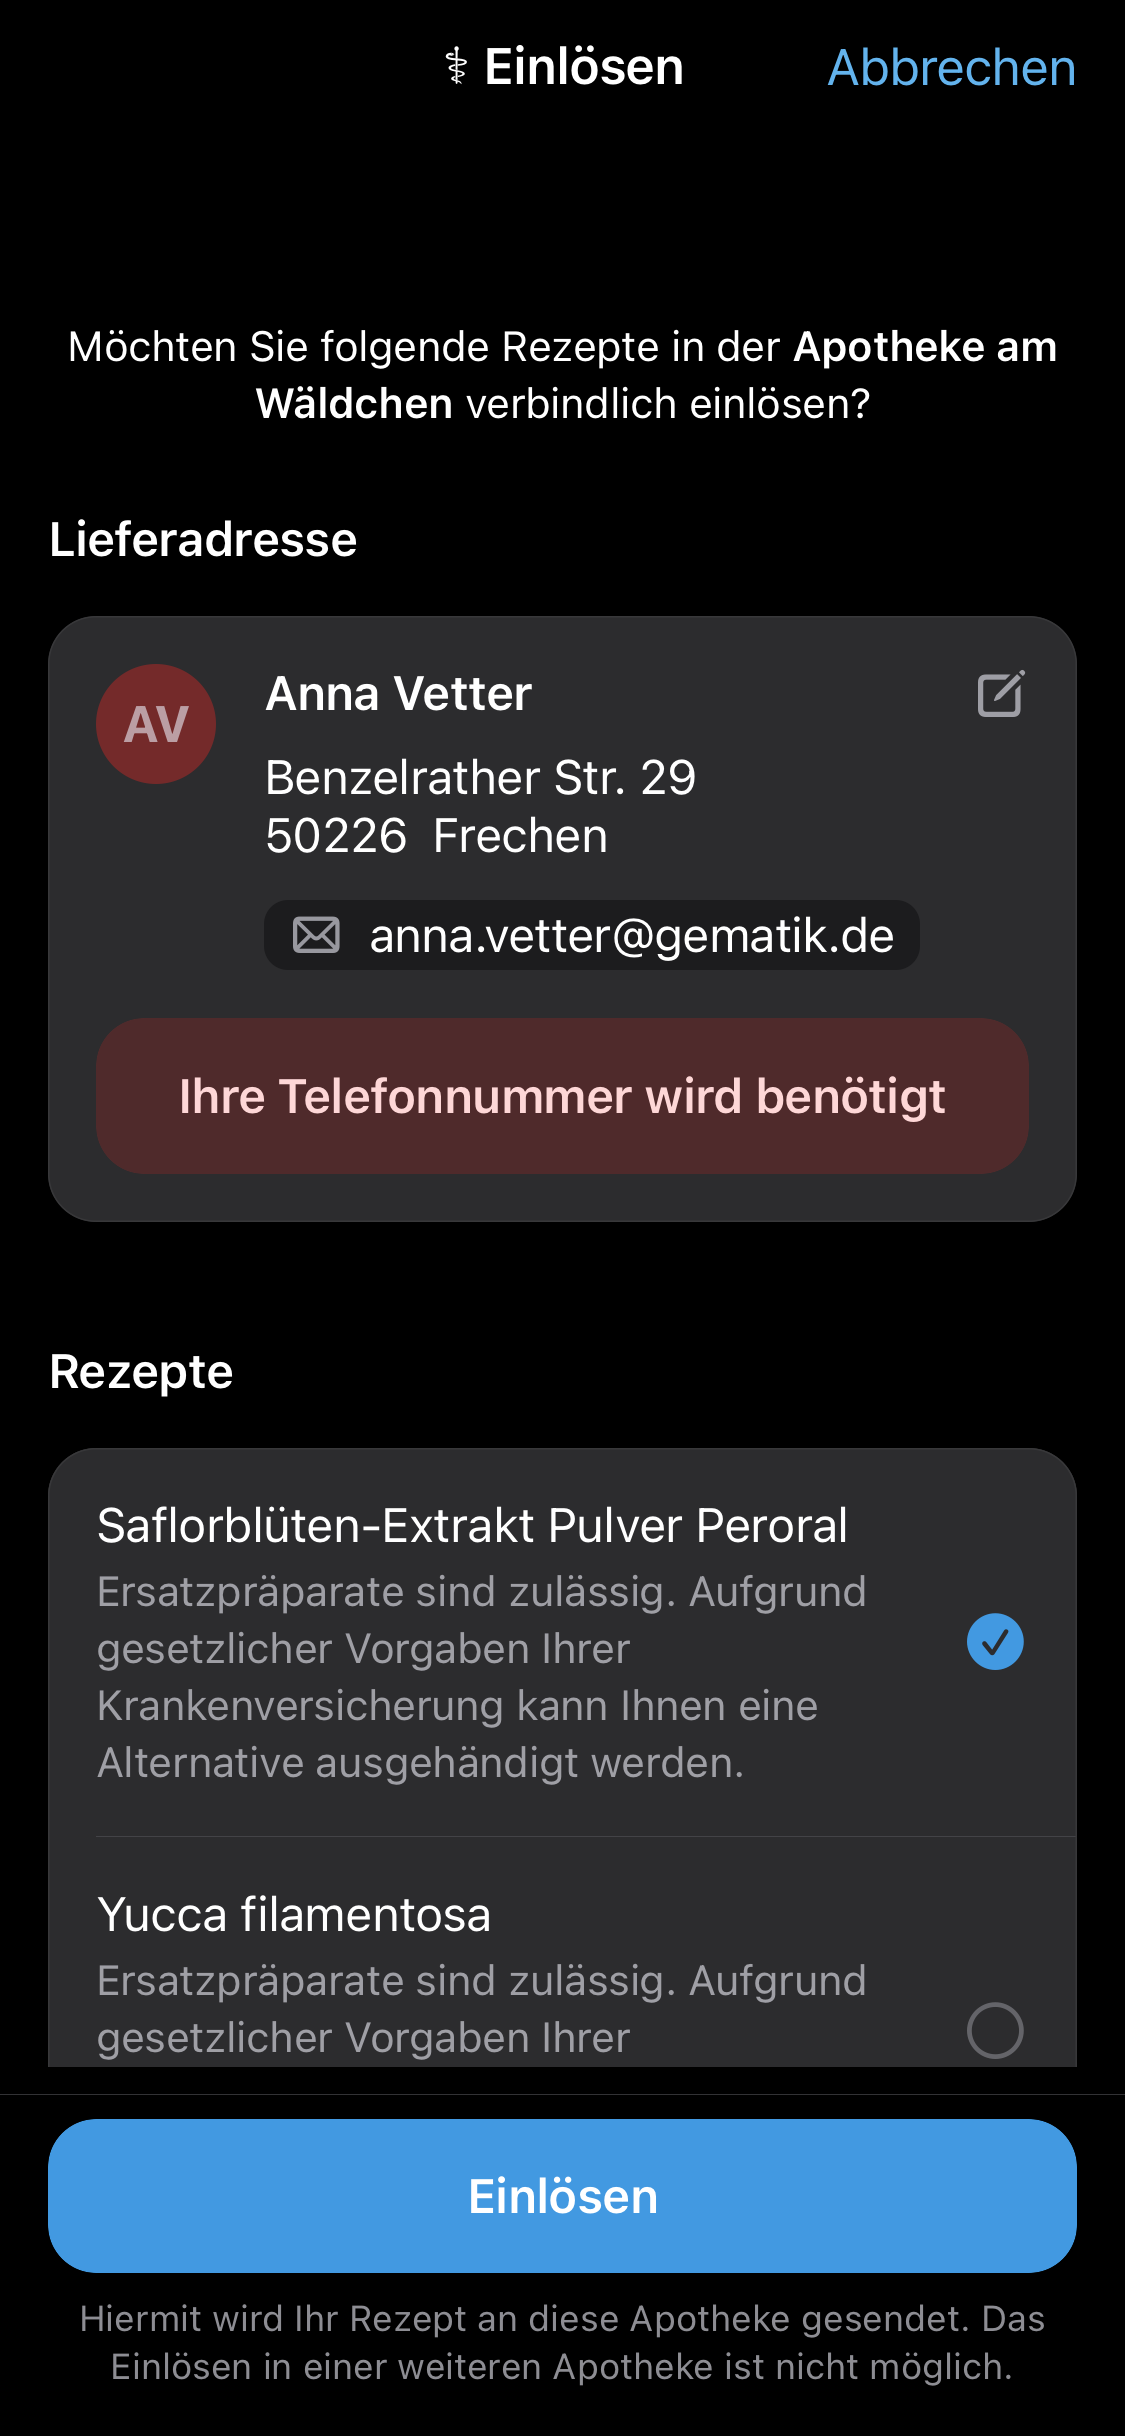 ⚕ Einlösen
Abbrechen
Möchten Sie folgende Rezepte in der Apotheke am
Wäldchen verbindlich einlösen?
Lieferadresse
AV
Anna Vetter
Benzelrather Str. 29
50226 Frechen
anna.vetter@gematik.de
Ihre Telefonnummer wird benötigt
Rezepte
Saflorblüten-Extrakt Pulver Peroral
Ersatzpräparate sind zulässig. Aufgrund
gesetzlicher Vorgaben Ihrer
Krankenversicherung kann Ihnen eine
Alternative ausgehändigt werden.
Yucca filamentosa
Ersatzpräparate sind zulässig. Aufgrund
gesetzlicher Vorgaben Ihrer
Einlösen
Hiermit wird Ihr Rezept an diese Apotheke gesendet. Das
Einlösen in einer weiteren Apotheke ist nicht möglich.